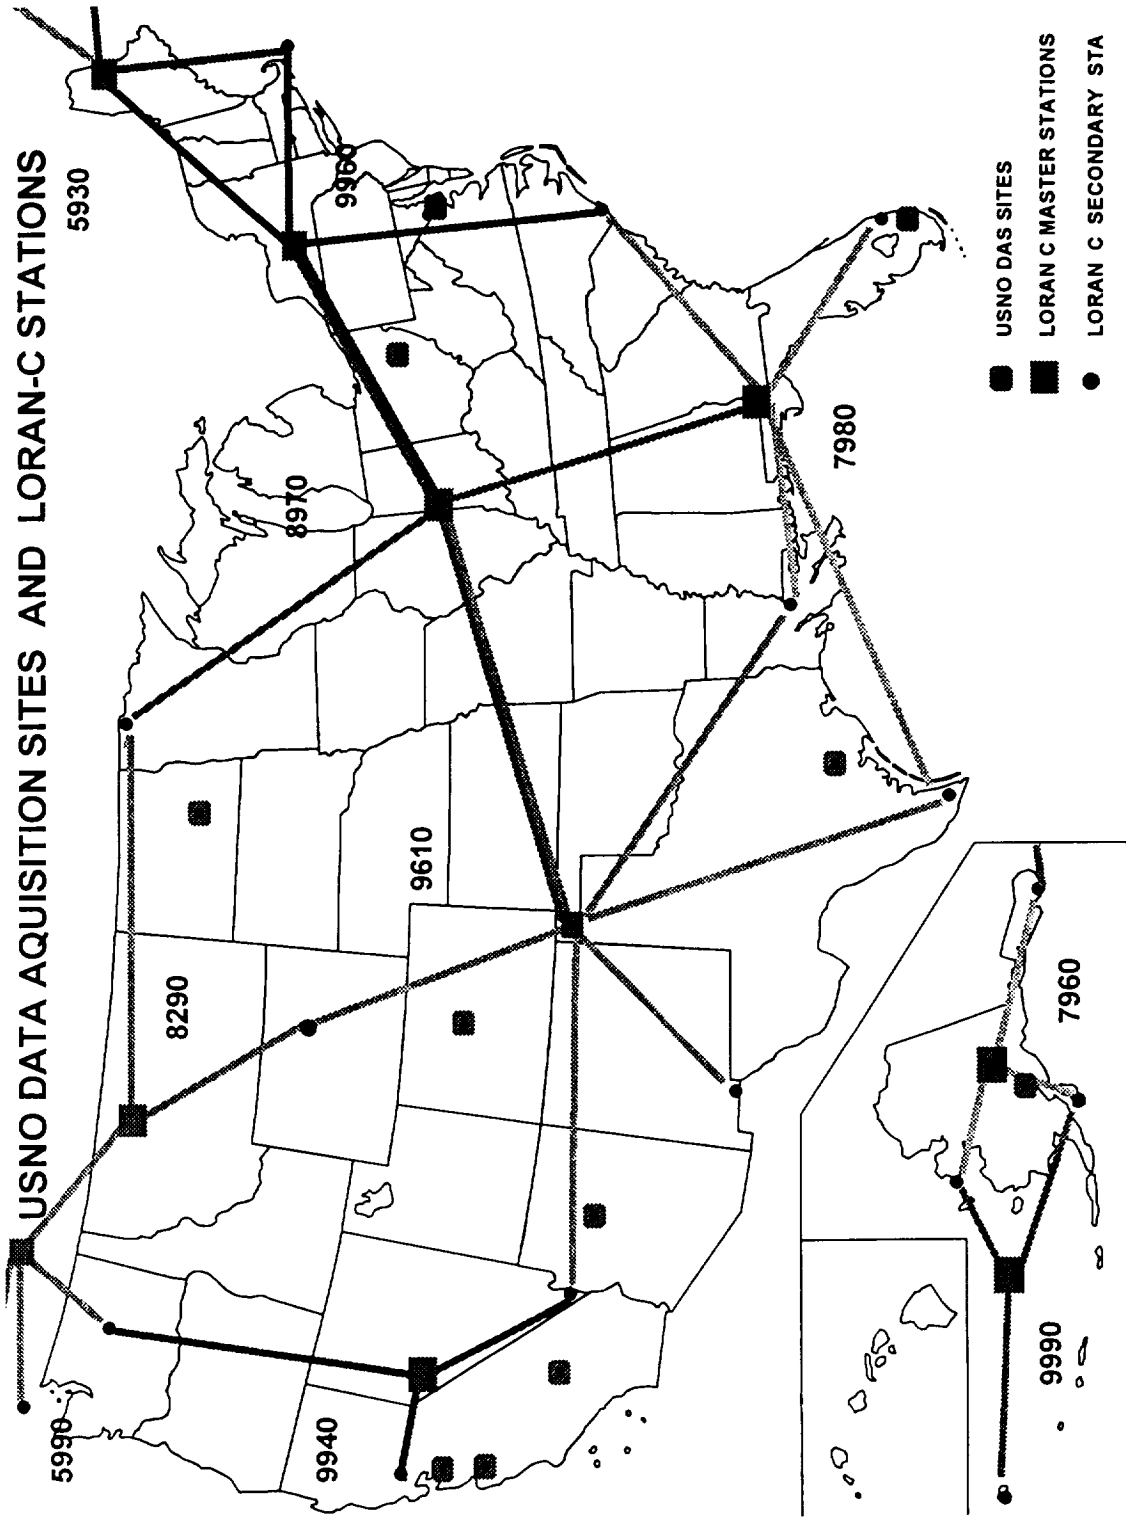 USNO DATA AQUISITION SITES AND LORAN-C STATIONS
5990
8290
8970
5930
9940
9610
9960
7980
9990
7960
USNO DAS SITES
LORAN C MASTER STATIONS
LORAN C SECONDARY STA